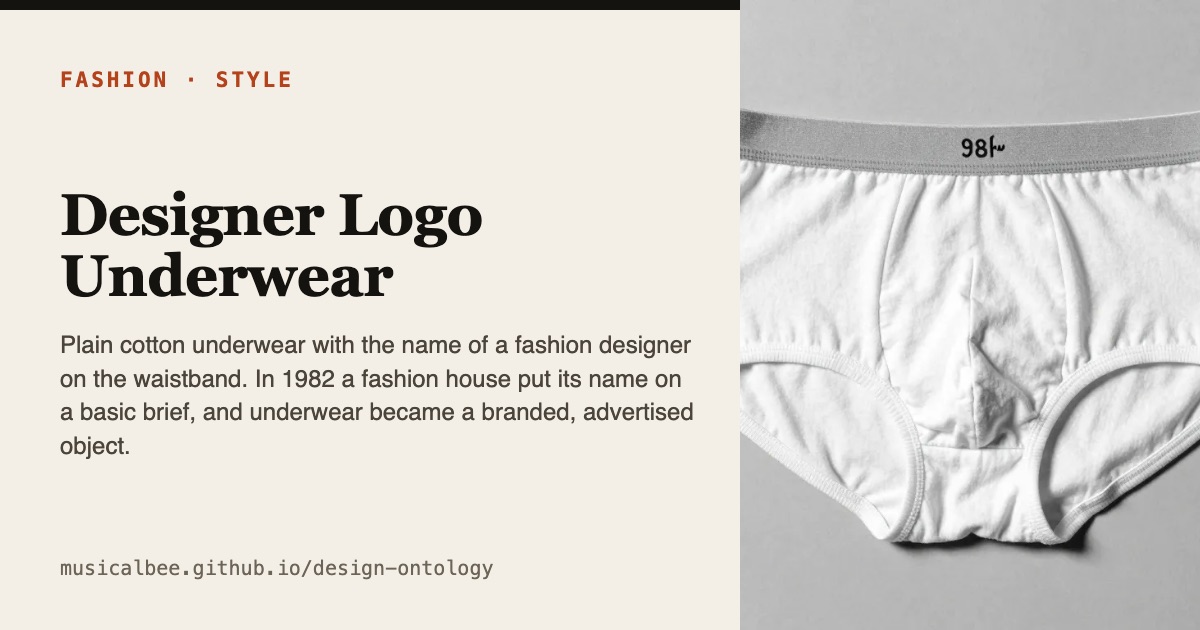 FASHION · STYLE
Designer Logo
Underwear
Plain cotton underwear with the name of a fashion designer
on the waistband. In 1982 a fashion house put its name on
a basic brief, and underwear became a branded, advertised
object.
musicalbee.github.io/design-ontology